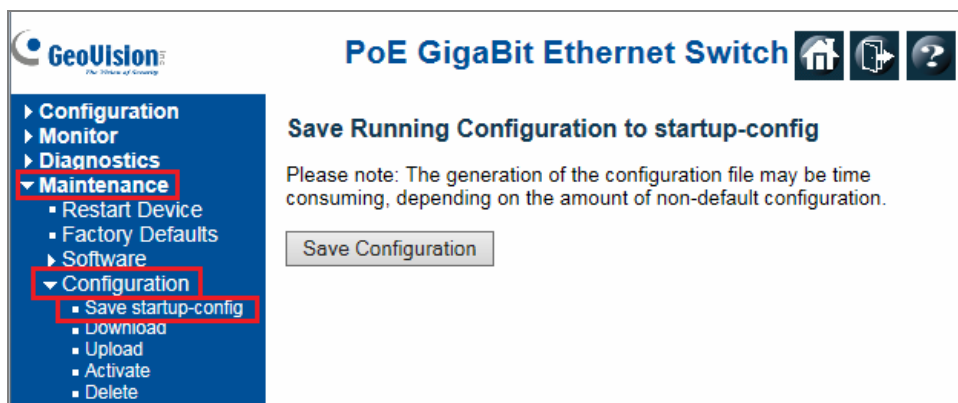 GeoVision
The Vision of Security
PoE GigaBit Ethernet Switch
?
Configuration
Monitor
Diagnostics
Maintenance
Restart Device
Factory Defaults
Software
Configuration
Save startup-config
Download
Upload
Activate
Delete
Save Running Configuration to startup-config
Please note: The generation of the configuration file may be time
consuming, depending on the amount of non-default configuration.
Save Configuration